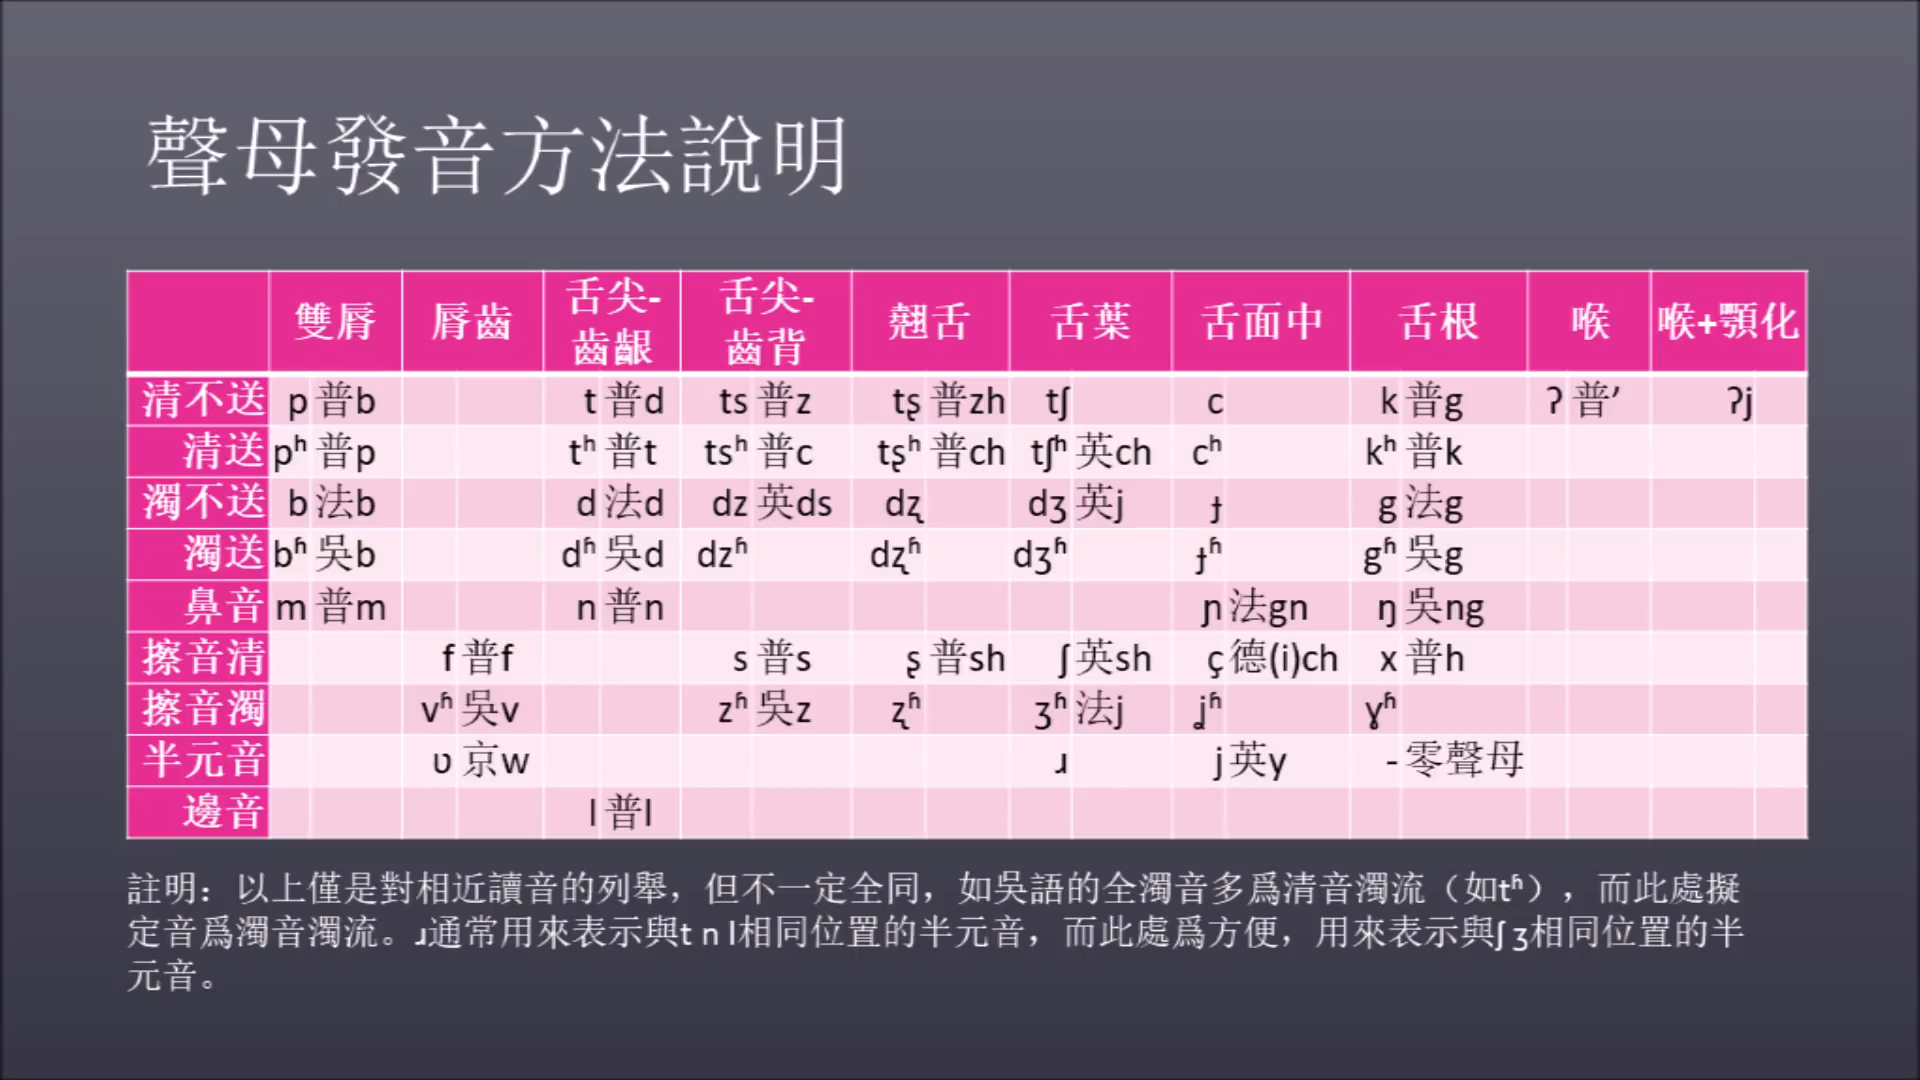 聲母發音方法說明
雙脣 脣齒 舌尖-齒齦 舌尖-齒背 翹舌 舌葉 舌面中 舌根 喉 喉+顎化
清不送 p 普b t 普d ts 普z tʂ 普zh tʃ c k 普g ʔ 普’ ʔj
清送 pʰ 普p tʰ 普t tsʰ 普c tʂʰ 普ch tʃʰ 英ch cʰ kʰ 普k
濁不送 b 法b d 法d dz 英ds dʐ dʒ 英j ɟ g 法g
濁送 bʱ 吳b dʱ 吳d dzʱ dʐʱ dʒʱ ɟʱ gʱ 吳g
鼻音 m 普m n 普n ɲ 法gn ŋ 吳ng
擦音清 f 普f s 普s ʂ 普sh ʃ 英sh ç 德(i)ch x 普h
擦音濁 vʱ 吳v zʱ 吳z ʐʱ ʒʱ 法j ʝʱ ɣʱ
半元音 ʋ 京w ɹ j 英y - 零聲母
邊音 l 普l
註明：以上僅是對相近讀音的列舉，但不一定全同，如吳語的全濁音多爲清音濁流（如tʱ），而此處擬
定音爲濁音濁流。ɹ通常用來表示與t n l相同位置的半元音，而此處爲方便，用來表示與ʃ ʒ相同位置的半
元音。